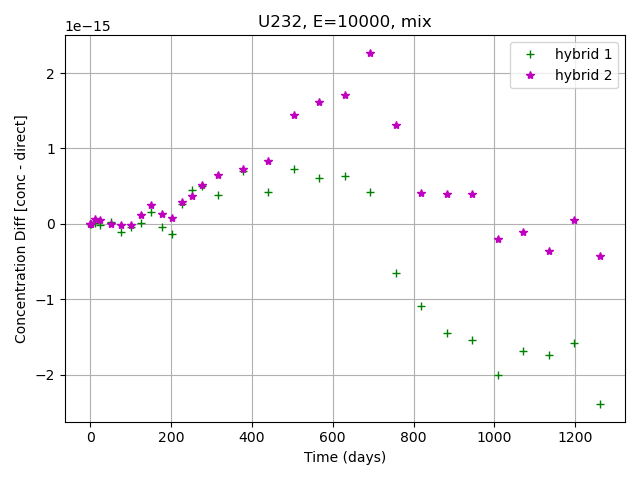 U232, E=10000, mix
1e−15
hybrid 1
hybrid 2
Concentration Diff [conc - direct]
2
1
0
−1
−2
0 200 400 600 800 1000 1200
Time (days)